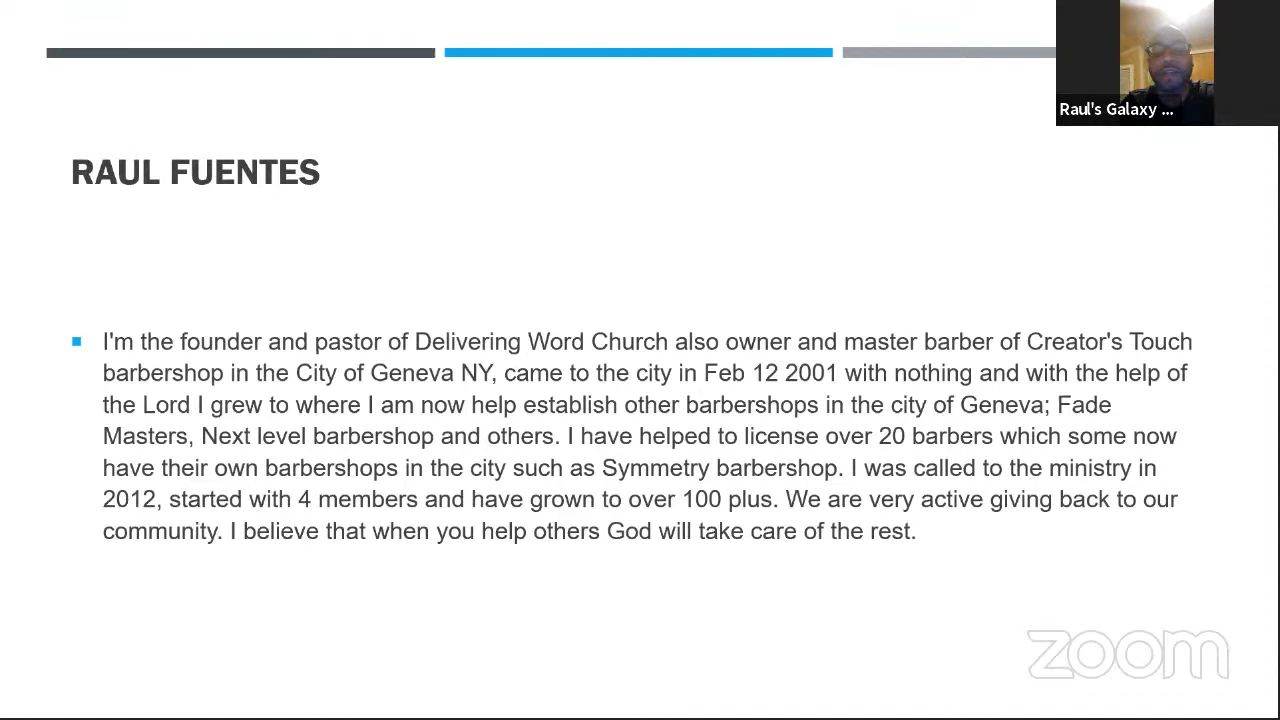 Raul's Galaxy ...
RAUL FUENTES
I'm the founder and pastor of Delivering Word Church also owner and master barber of Creator's Touch
barbershop in the City of Geneva NY, came to the city in Feb 12 2001 with nothing and with the help of
the Lord I grew to where I am now help establish other barbershops in the city of Geneva; Fade
Masters, Next level barbershop and others. I have helped to license over 20 barbers which some now
have their own barbershops in the city such as Symmetry barbershop. I was called to the ministry in
2012, started with 4 members and have grown to over 100 plus. We are very active giving back to our
community. I believe that when you help others God will take care of the rest.
zoom